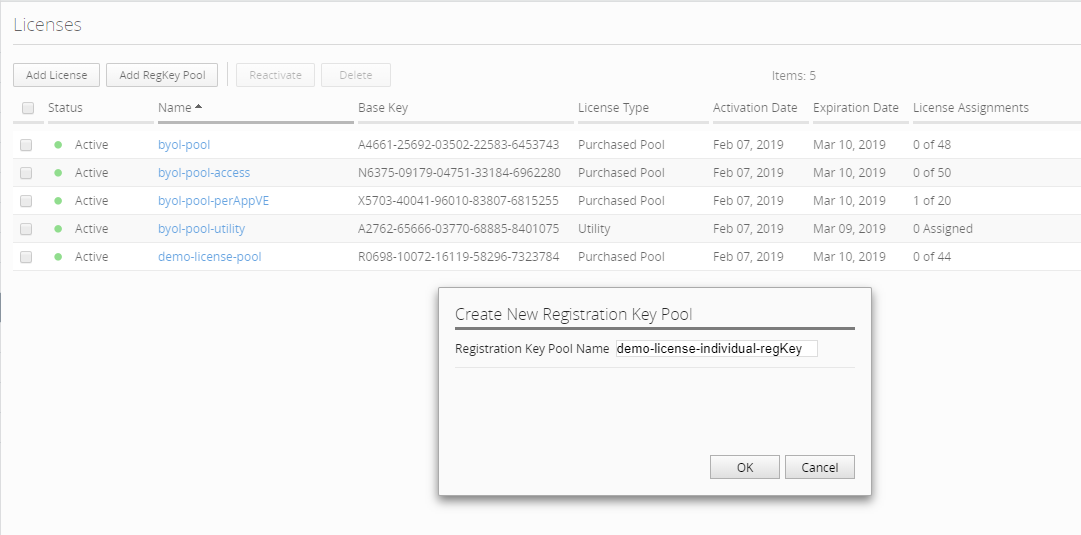 Licenses
Add License Add RegKey Pool Reactivate Delete Items: 5
Status Name Base Key License Type Activation Date Expiration Date License Assignments
Active byol-pool A4661-25692-03502-22583-6453743 Purchased Pool Feb 07, 2019 Mar 10, 2019 0 of 48
Active byol-pool-access N6375-09179-04751-33184-6962280 Purchased Pool Feb 07, 2019 Mar 10, 2019 0 of 50
Active byol-pool-perAppVE X5703-40041-96010-83807-6815255 Purchased Pool Feb 07, 2019 Mar 10, 2019 1 of 20
Active byol-pool-utility A2762-65666-03770-68885-8401075 Utility Feb 07, 2019 Mar 09, 2019 0 Assigned
Active demo-license-pool R0698-10072-16119-58296-7323784 Purchased Pool Feb 07, 2019 Mar 10, 2019 0 of 44
Create New Registration Key Pool
Registration Key Pool Name demo-license-individual-regKey
OK Cancel